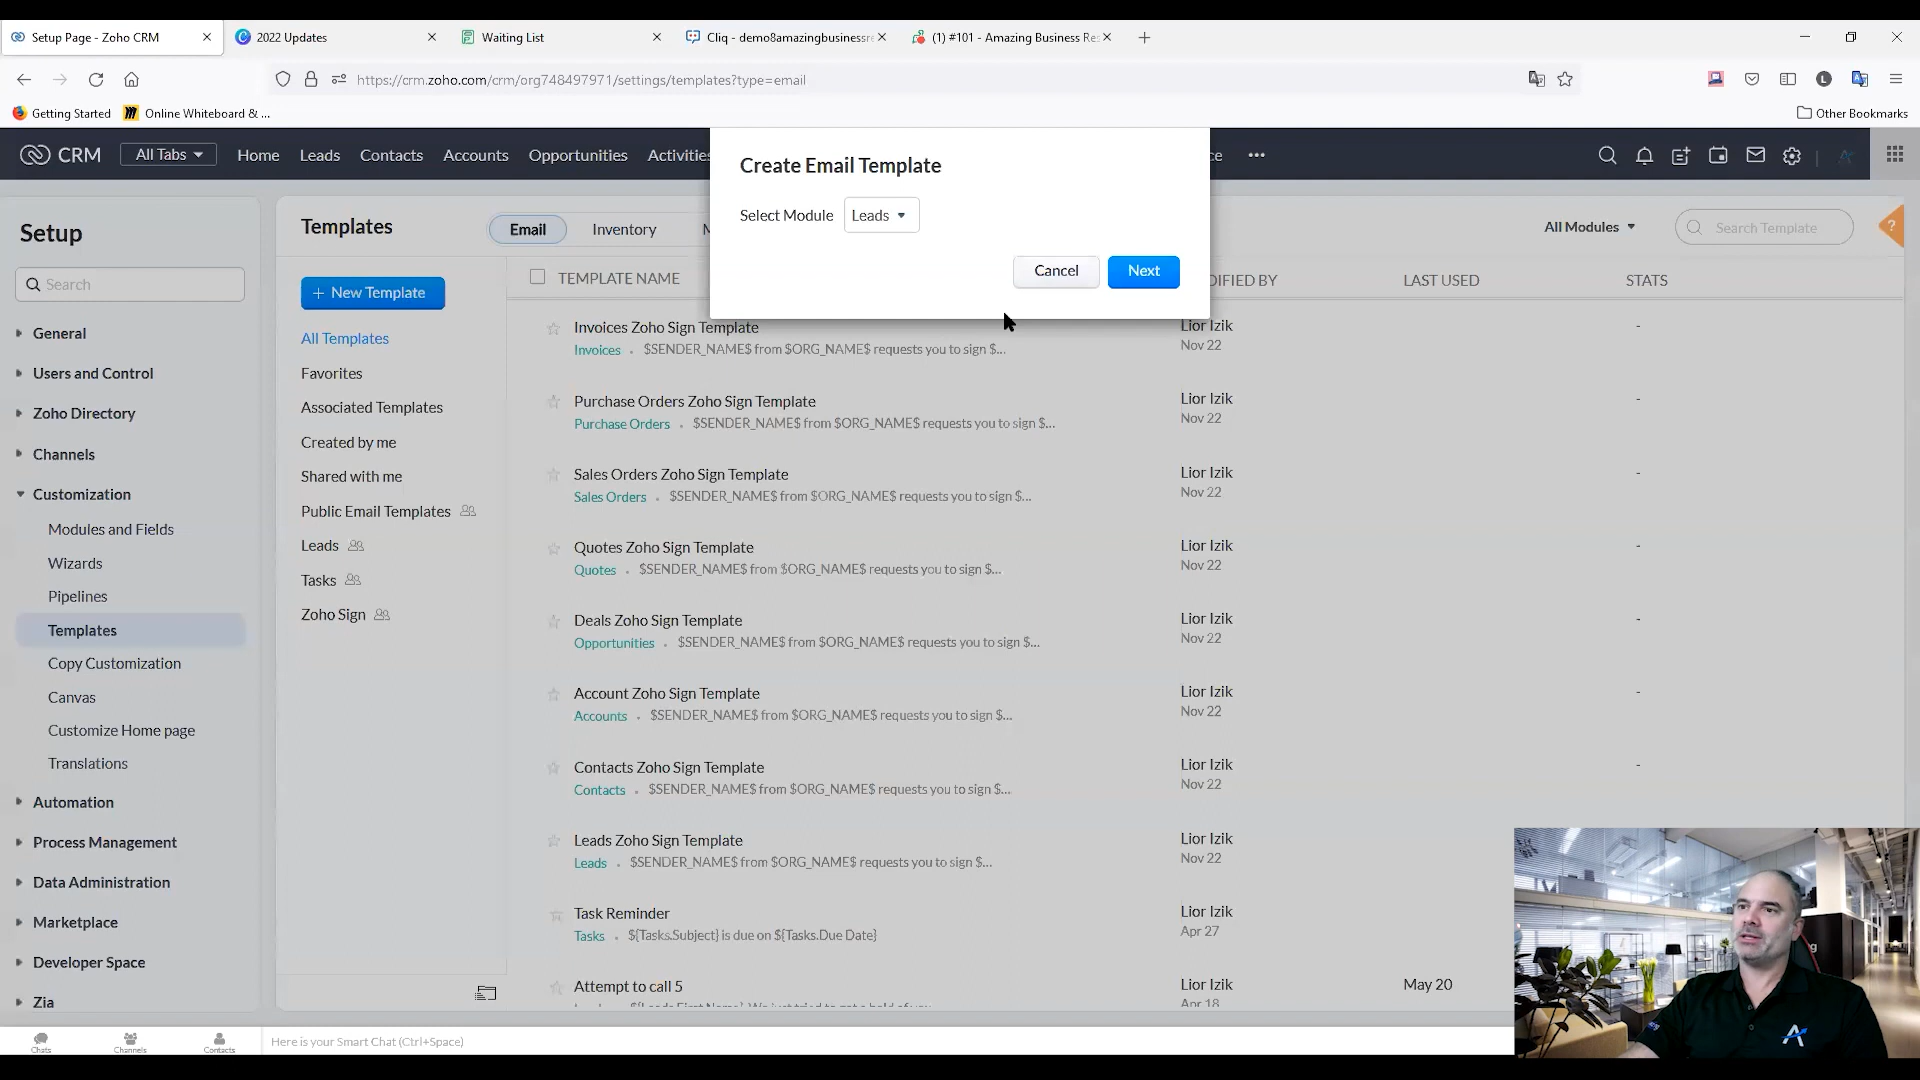 Setup Page - Zoho CRM
2022 Updates
Waiting List
Cliq - demo8amazingbusinessre
(1) #101 - Amazing Business Re
https://crm.zoho.com/crm/org748497971/settings/templates?type=email
Getting Started
Online Whiteboard & ...
Other Bookmarks
CRM
All Tabs
Home
Leads
Contacts
Accounts
Opportunities
Activities
ce
Create Email Template
Select Module
Leads
Cancel
Next
Setup
Search
General
Users and Control
Zoho Directory
Channels
Customization
Modules and Fields
Wizards
Pipelines
Templates
Copy Customization
Canvas
Customize Home page
Translations
Automation
Process Management
Data Administration
Marketplace
Developer Space
Zia
Templates
Email
Inventory
M
All Modules
Search Template
?
+ New Template
All Templates
Favorites
Associated Templates
Created by me
Shared with me
Public Email Templates
Leads
Tasks
Zoho Sign
TEMPLATE NAME
DIFIED BY
LAST USED
STATS
Invoices Zoho Sign Template
Invoices • $SENDER_NAME$ from $ORG_NAME$ requests you to sign $...
Lior Izik
Nov 22
-
Purchase Orders Zoho Sign Template
Purchase Orders • $SENDER_NAME$ from $ORG_NAME$ requests you to sign $...
Lior Izik
Nov 22
-
Sales Orders Zoho Sign Template
Sales Orders • $SENDER_NAME$ from $ORG_NAME$ requests you to sign $...
Lior Izik
Nov 22
-
Quotes Zoho Sign Template
Quotes • $SENDER_NAME$ from $ORG_NAME$ requests you to sign $...
Lior Izik
Nov 22
-
Deals Zoho Sign Template
Opportunities • $SENDER_NAME$ from $ORG_NAME$ requests you to sign $...
Lior Izik
Nov 22
-
Account Zoho Sign Template
Accounts • $SENDER_NAME$ from $ORG_NAME$ requests you to sign $...
Lior Izik
Nov 22
-
Contacts Zoho Sign Template
Contacts • $SENDER_NAME$ from $ORG_NAME$ requests you to sign $...
Lior Izik
Nov 22
-
Leads Zoho Sign Template
Leads • $SENDER_NAME$ from $ORG_NAME$ requests you to sign $...
Lior Izik
Nov 22
Task Reminder
Tasks • ${Tasks.Subject} is due on ${Tasks.Due Date}
Lior Izik
Apr 27
Attempt to call 5
Lior Izik
Apr 18
May 20
Chats
Channels
Contacts
Here is your Smart Chat (Ctrl+Space)